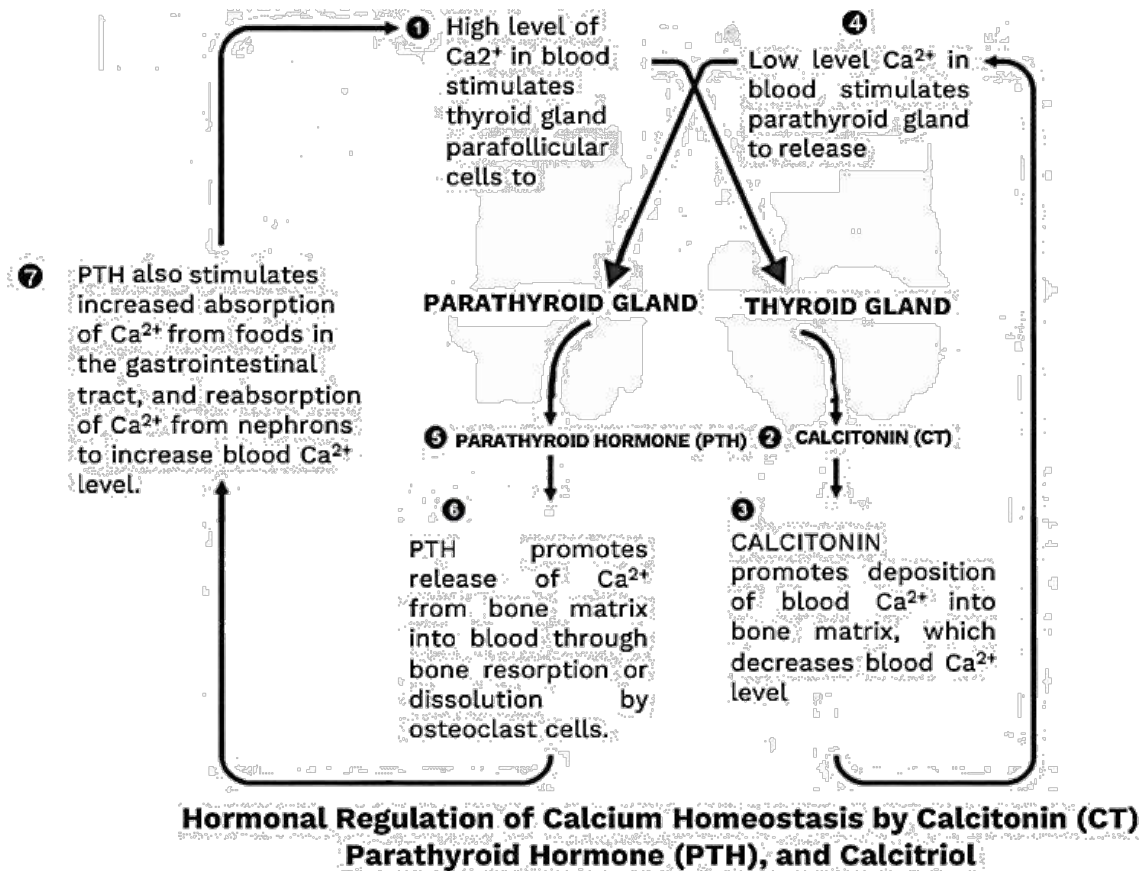 ❶ High level of
Ca2⁺ in blood
stimulates
thyroid gland
parafollicular
cells to
❹
Low level Ca²⁺ in
blood stimulates
parathyroid gland
to release
❼ PTH also stimulates
increased absorption
of Ca²⁺ from foods in
the gastrointestinal
tract, and reabsorption
of Ca²⁺ from nephrons
to increase blood Ca²⁺
level.
PARATHYROID GLAND
THYROID GLAND
❺ PARATHYROID HORMONE (PTH)
❷ CALCITONIN (CT)
❻
PTH promotes
release of Ca²⁺
from bone matrix
into blood through
bone resorption or
dissolution by
osteoclast cells.
❸
CALCITONIN
promotes deposition
of blood Ca²⁺ into
bone matrix, which
decreases blood Ca²⁺
level
Hormonal Regulation of Calcium Homeostasis by Calcitonin (CT)
Parathyroid Hormone (PTH), and Calcitriol